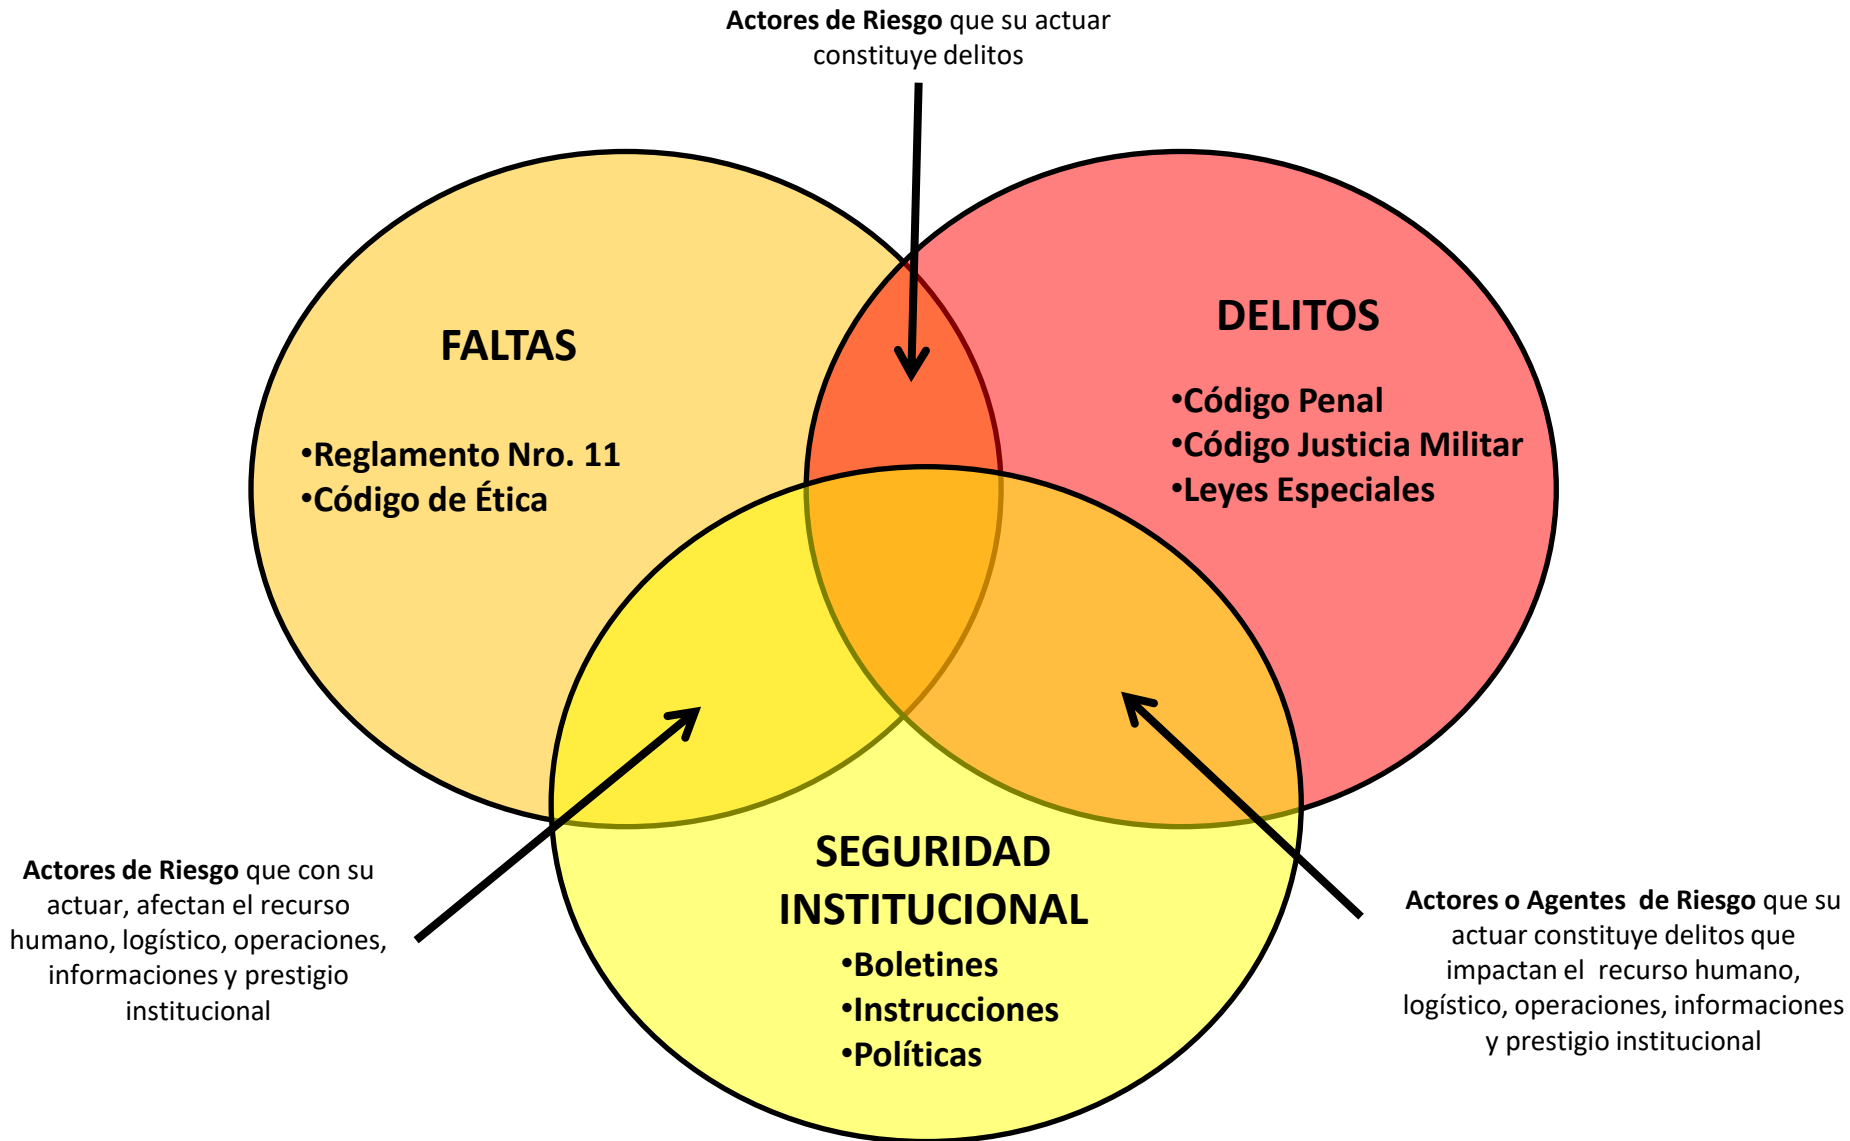 Actores de Riesgo que su actuar
constituye delitos
FALTAS
•Reglamento Nro. 11
•Código de Ética
DELITOS
•Código Penal
•Código Justicia Militar
•Leyes Especiales
SEGURIDAD
INSTITUCIONAL
•Boletines
•Instrucciones
•Políticas
Actores de Riesgo que con su
actuar, afectan el recurso
humano, logístico, operaciones,
informaciones y prestigio
institucional
Actores o Agentes de Riesgo que su
actuar constituye delitos que
impactan el recurso humano,
logístico, operaciones, informaciones
y prestigio institucional